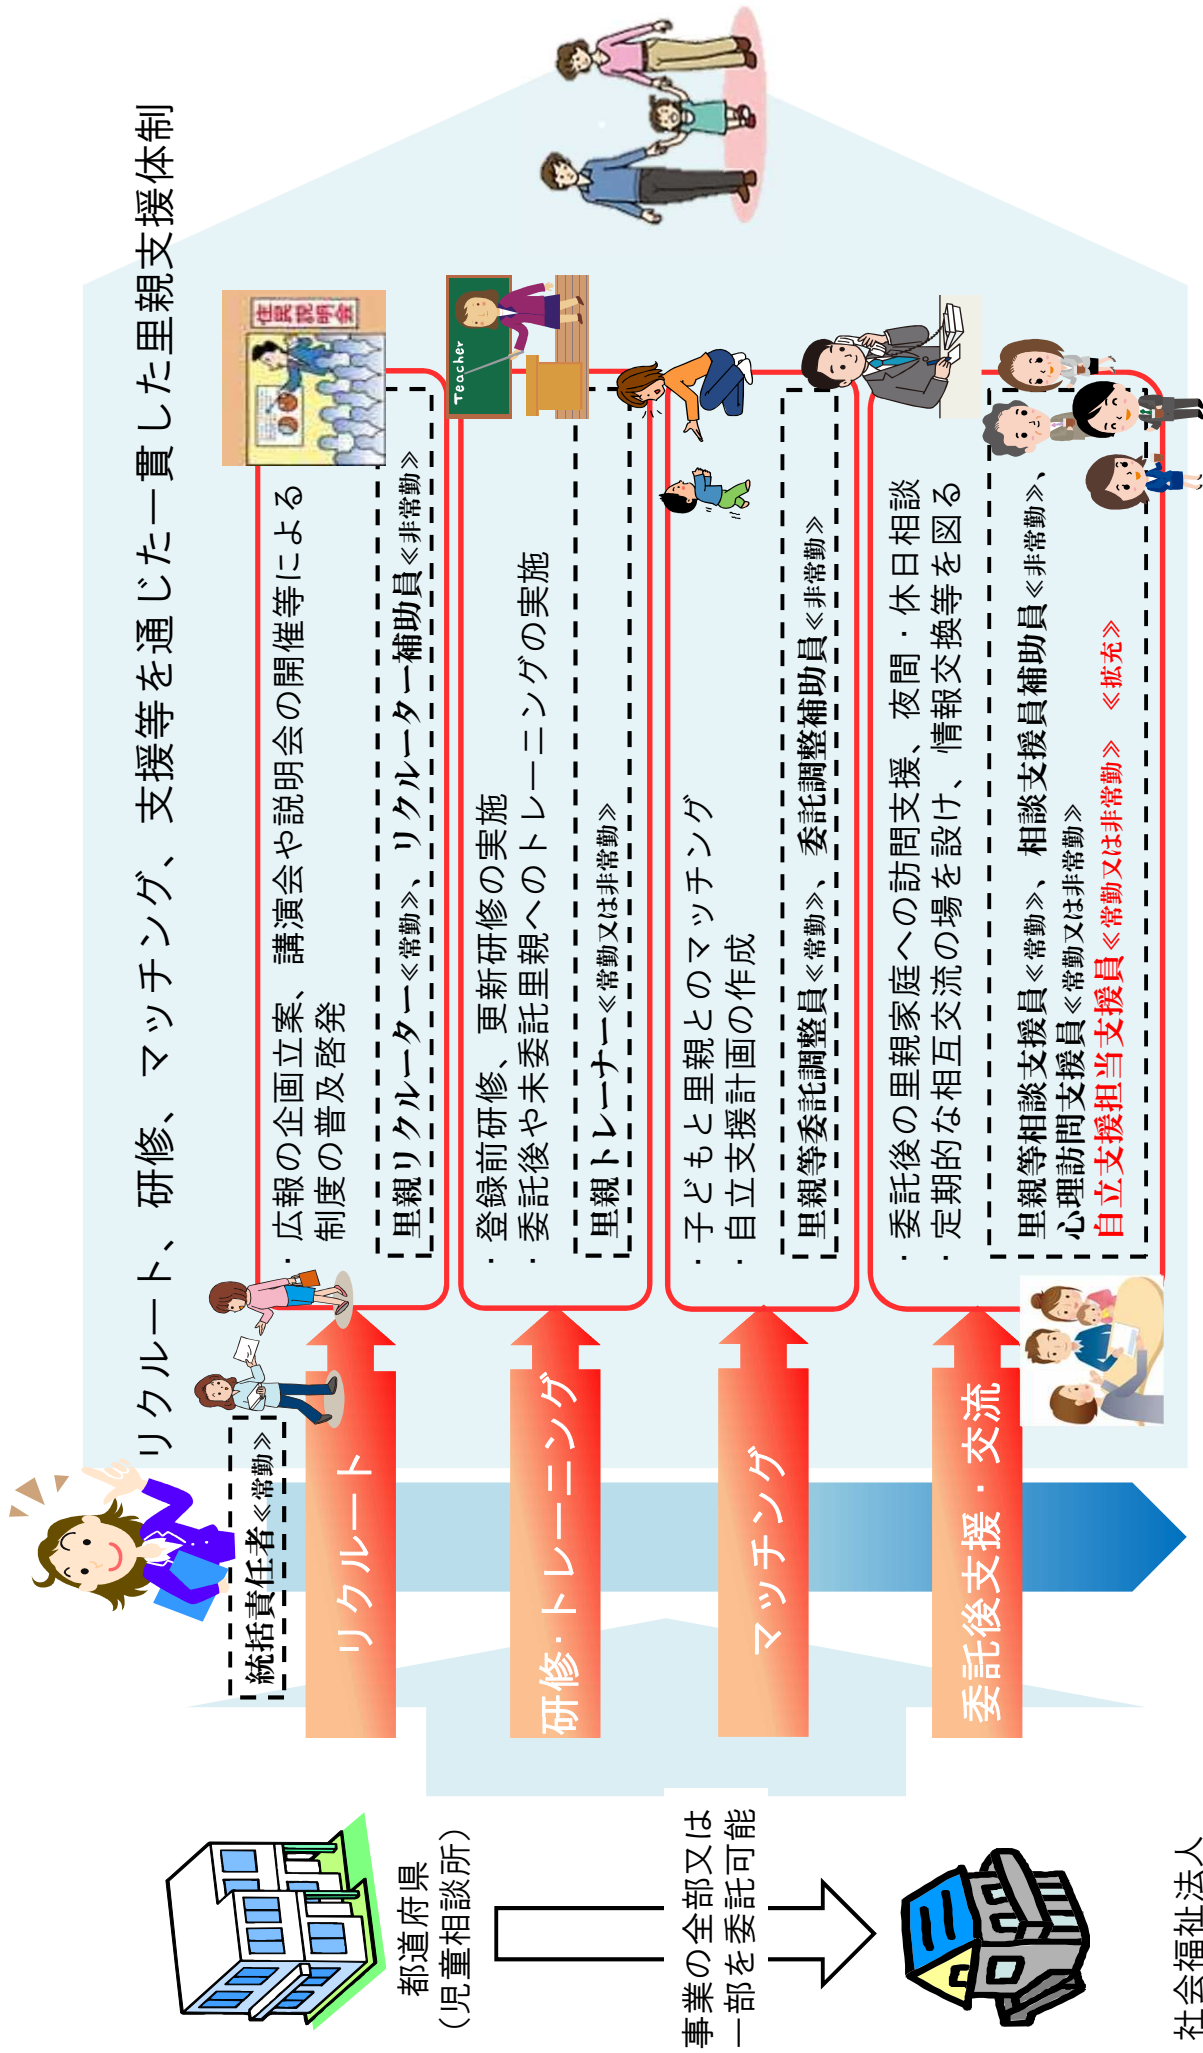 リクルート、研修、マッチング、支援等を通じた一貫した里親支援体制
統括責任者≪常勤≫
リクルート
・広報の企画立案、講演会や説明会の開催等による
制度の普及啓発
里親リクルーター≪常勤≫、リクルーター補助員≪非常勤≫
住民説明会
研修・トレーニング
・登録前研修、更新研修の実施
・委託後や未委託里親へのトレーニングの実施
里親トレーナー≪常勤又は非常勤≫
Teacher
マッチング
・子どもと里親とのマッチング
・自立支援計画の作成
里親等委託調整員≪常勤≫、委託調整補助員≪非常勤≫
委託後支援・交流
・委託後の里親家庭への訪問支援、夜間・休日相談
・定期的な相互交流の場を設け、情報交換等を図る
里親等相談支援員≪常勤≫、相談支援員補助員≪非常勤≫、
心理訪問支援員≪常勤又は非常勤≫
自立支援担当支援員≪常勤又は非常勤≫　≪拡充≫
都道府県
（児童相談所）
事業の全部又は
一部を委託可能
社会福祉法人